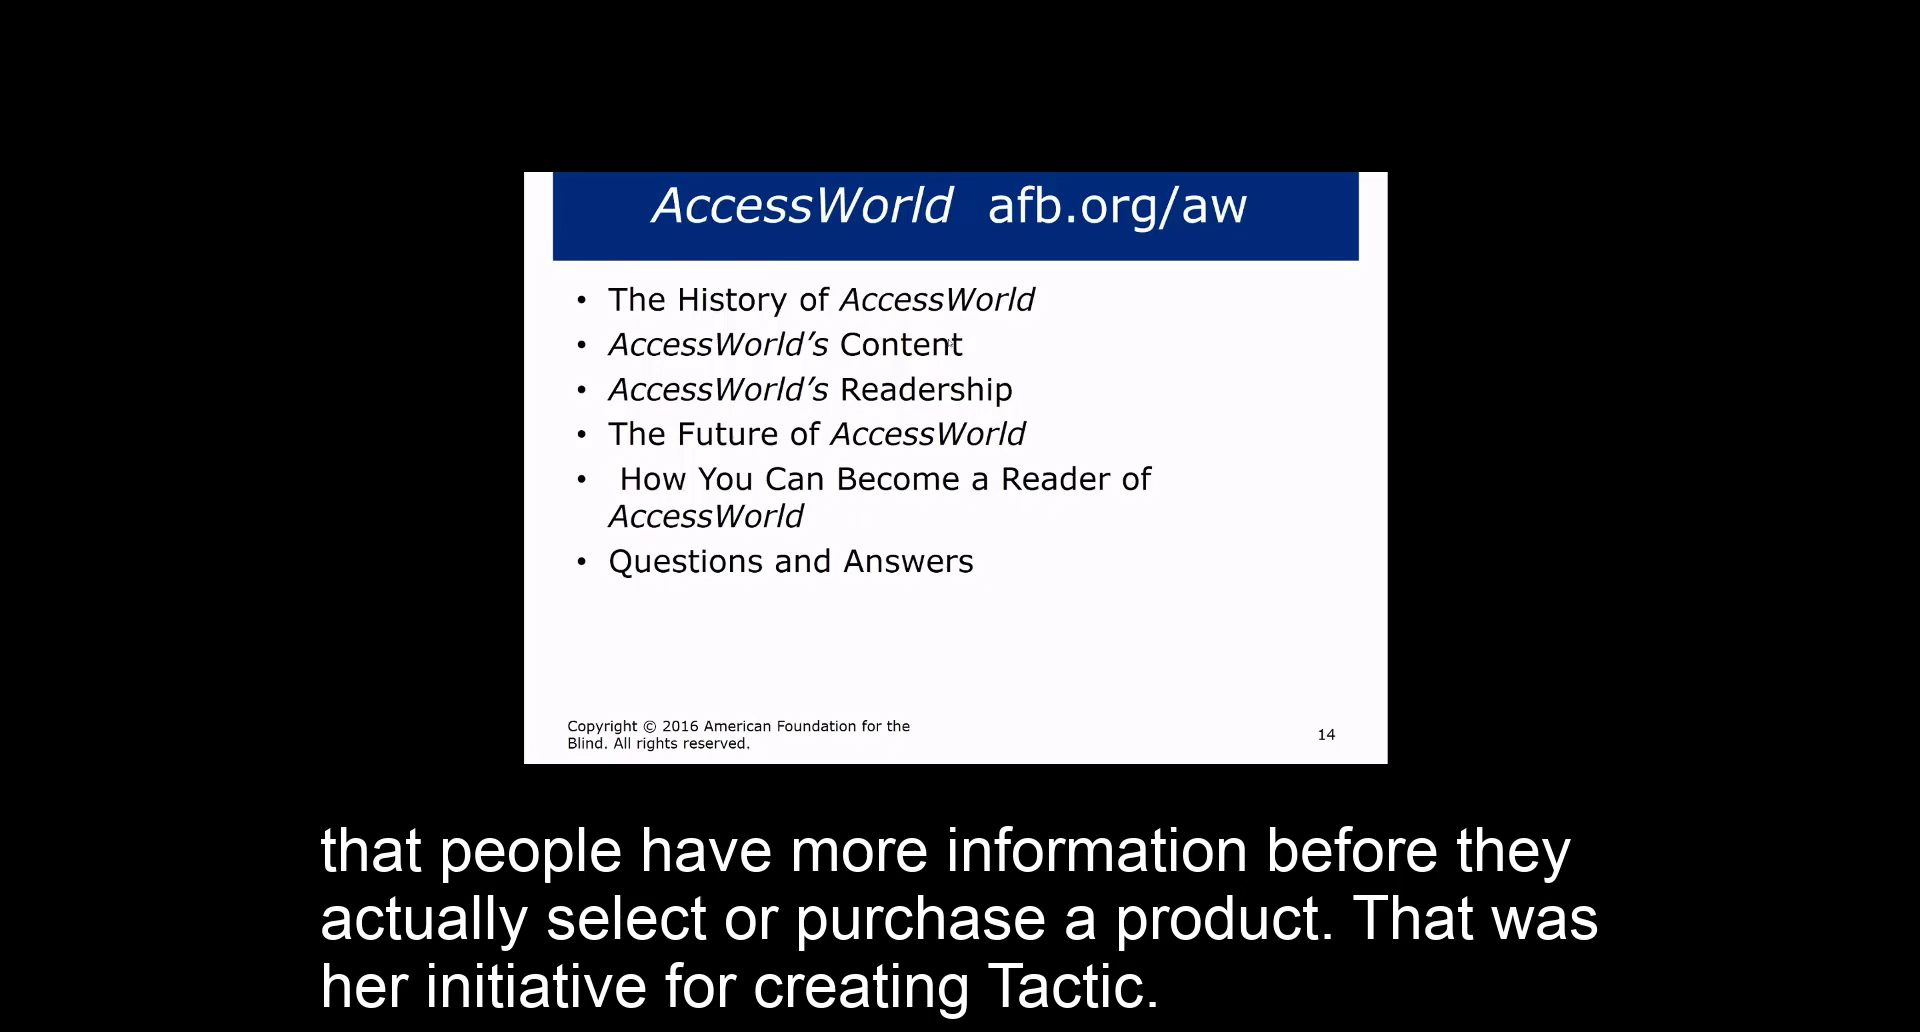 AccessWorld afb.org/aw
• The History of AccessWorld
• AccessWorld’s Content
• AccessWorld’s Readership
• The Future of AccessWorld
• How You Can Become a Reader of
AccessWorld
• Questions and Answers
Copyright © 2016 American Foundation for the
Blind. All rights reserved.
14
that people have more information before they
actually select or purchase a product. That was
her initiative for creating Tactic.